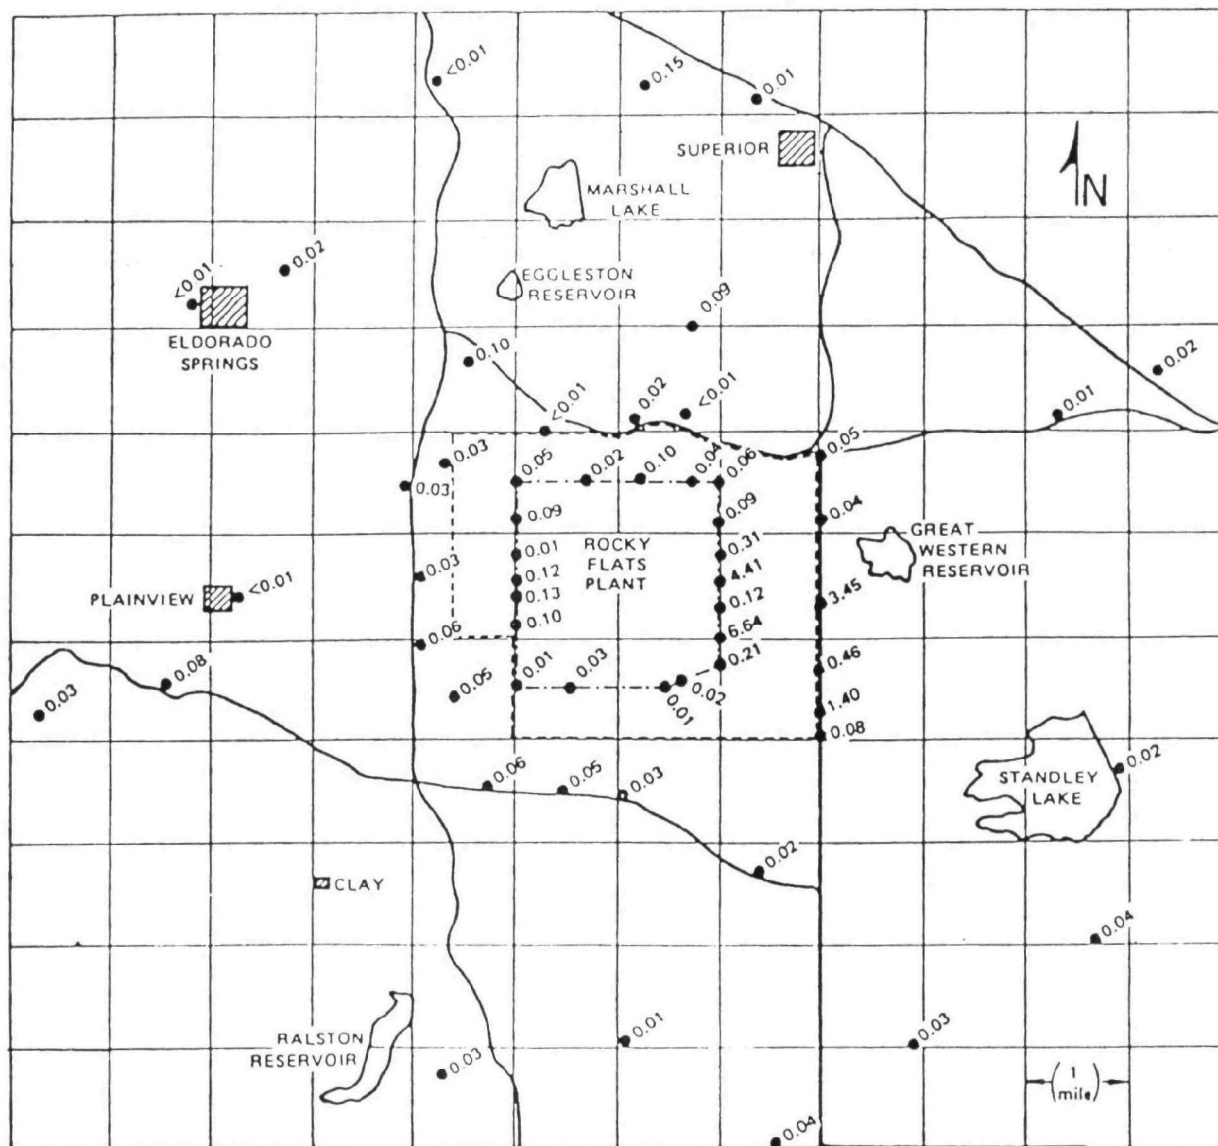 <0.01
0.15
0.01
SUPERIOR
N
MARSHALL
LAKE
0.02
<0.01
EGGLESTON
RESERVOIR
0.09
ELDORADO
SPRINGS
0.10
0.02
<0.01
0.02
<0.01
0.01
0.03
0.05
0.02
0.10
0.04
0.06
0.05
0.03
0.09
0.09
0.04
0.01
ROCKY
FLATS
PLANT
0.31
GREAT
WESTERN
RESERVOIR
0.03
0.12
4.41
PLAINVIEW
<0.01
0.13
0.12
3.45
0.10
6.64
0.06
0.21
0.46
0.08
0.01
0.03
0.02
0.03
0.05
0.01
1.40
0.08
0.06
0.05
0.03
STANDLEY
LAKE
0.02
0.02
CLAY
0.04
RALSTON
RESERVOIR
0.03
0.01
0.03
1
mile
0.04